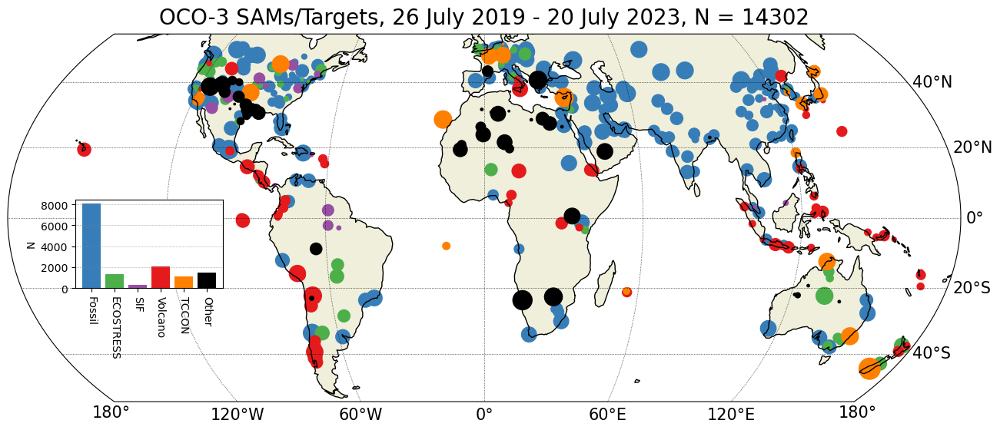 OCO-3 SAMs/Targets, 26 July 2019 - 20 July 2023, N = 14302
40°N
20°N
0°
20°S
40°S
8000
6000
4000
2000
0
N
Fossil
ECOSTRESS
SIF
Volcano
TCCON
Other
180°
120°W
60°W
0°
60°E
120°E
180°